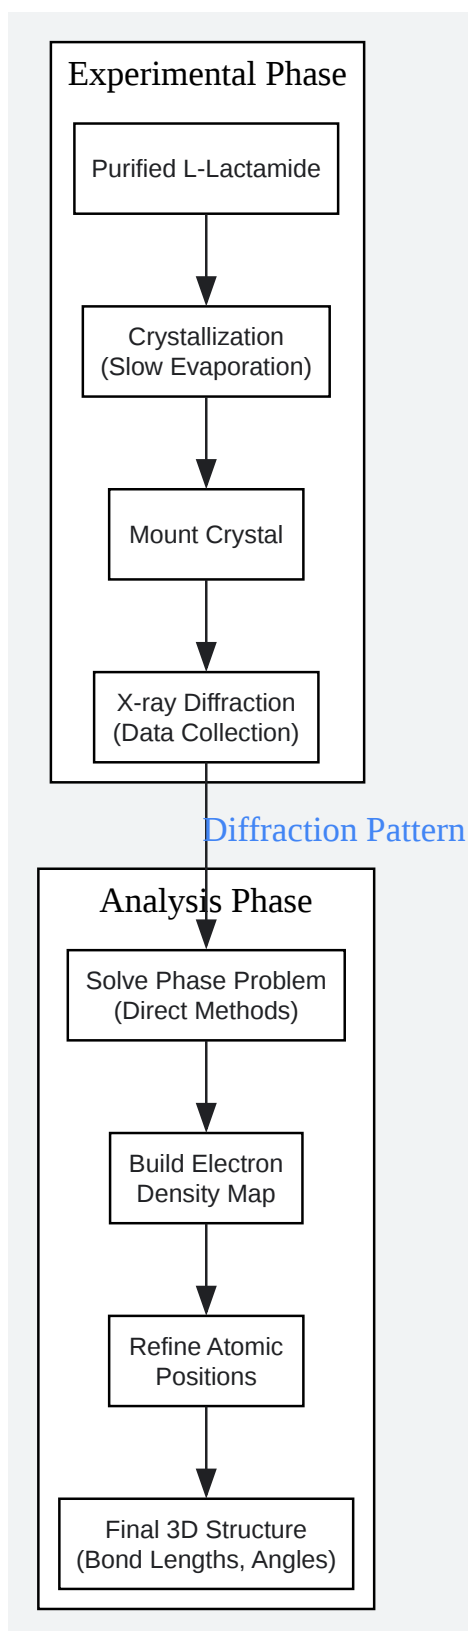 Experimental Phase
Purified L-Lactamide
Crystallization
(Slow Evaporation)
Mount Crystal
X-ray Diffraction
(Data Collection)
Diffraction Pattern
Analysis Phase
Solve Phase Problem
(Direct Methods)
Build Electron
Density Map
Refine Atomic
Positions
Final 3D Structure
(Bond Lengths, Angles)